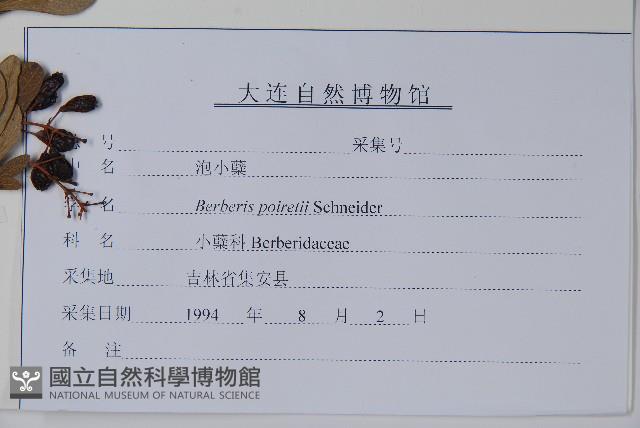 大连自然博物馆
号 采集号
名 泡小蘗
名 Berberis poiretii Schneider
科 名 小蘗科 Berberidaceae
采集地 吉林省集安县
采集日期 1994 年 8 月 2 日
备 注
國立自然科學博物館
NATIONAL MUSEUM OF NATURAL SCIENCE